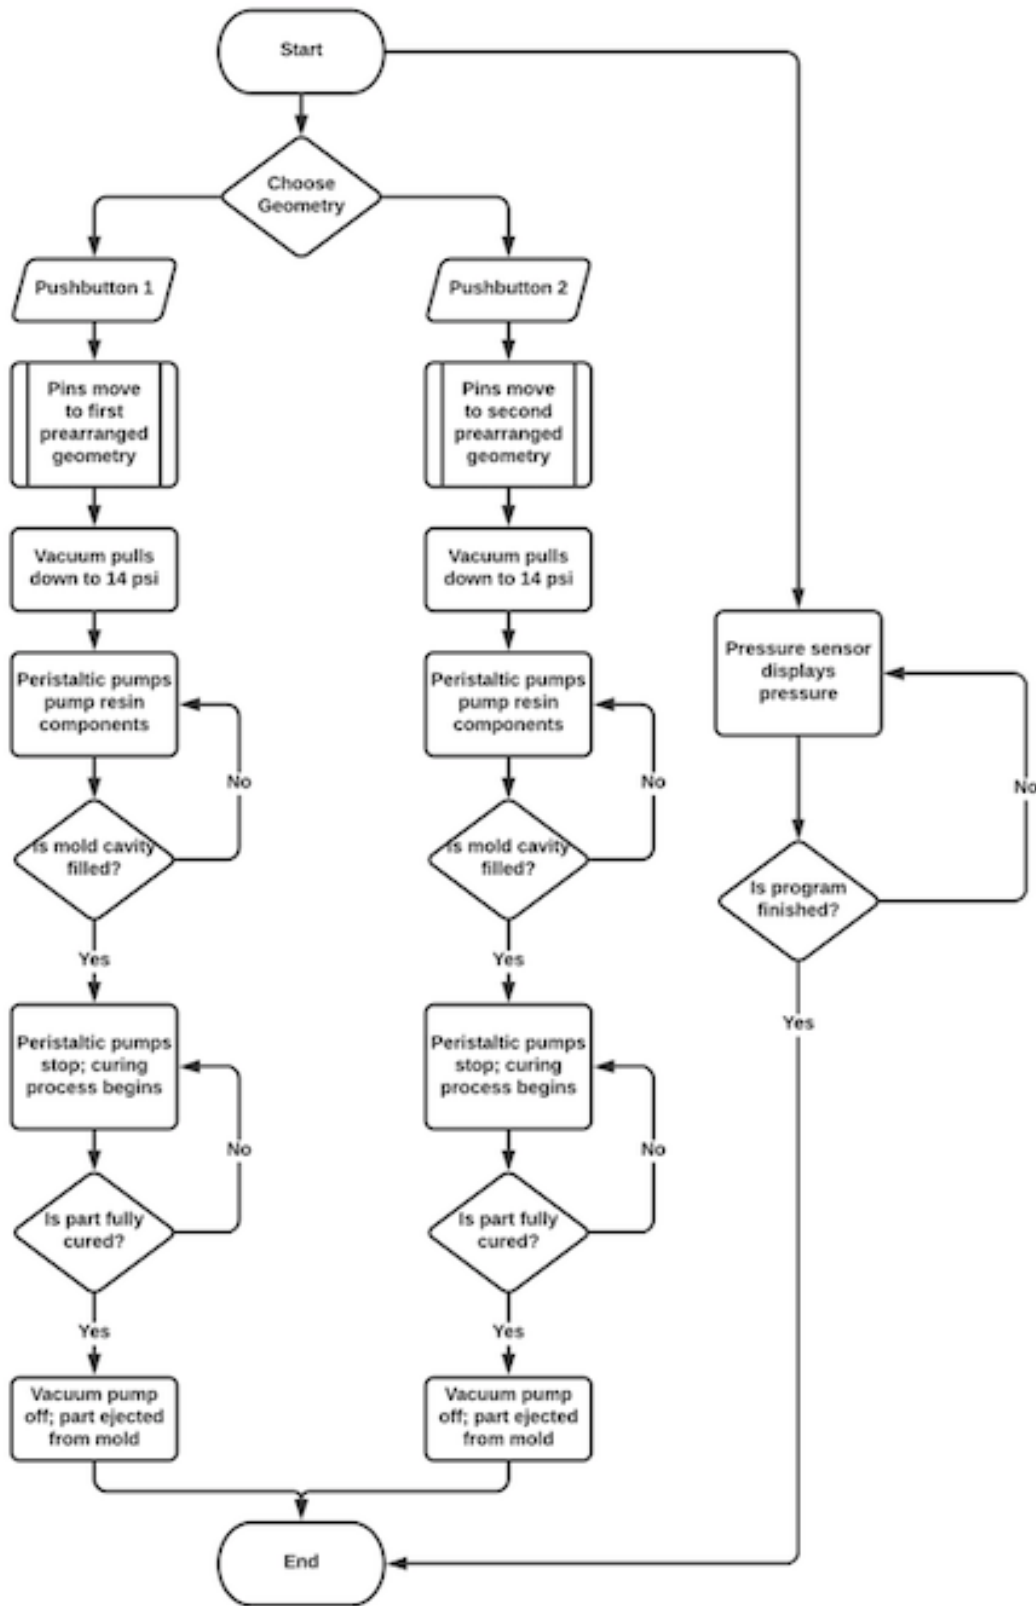 Start
Choose
Geometry
Pushbutton 1
Pins move
to first
prearranged
geometry
Vacuum pulls
down to 14 psi
Peristaltic pumps
pump resin
components
No
Is mold cavity
filled?
Yes
Peristaltic pumps
stop; curing
process begins
No
Is part fully
cured?
Yes
Vacuum pump
off; part ejected
from mold
Pushbutton 2
Pins move
to second
prearranged
geometry
Vacuum pulls
down to 14 psi
Peristaltic pumps
pump resin
components
No
Is mold cavity
filled?
Yes
Peristaltic pumps
stop; curing
process begins
No
Is part fully
cured?
Yes
Vacuum pump
off; part ejected
from mold
Pressure sensor
displays
pressure
No
Is program
finished?
Yes
End